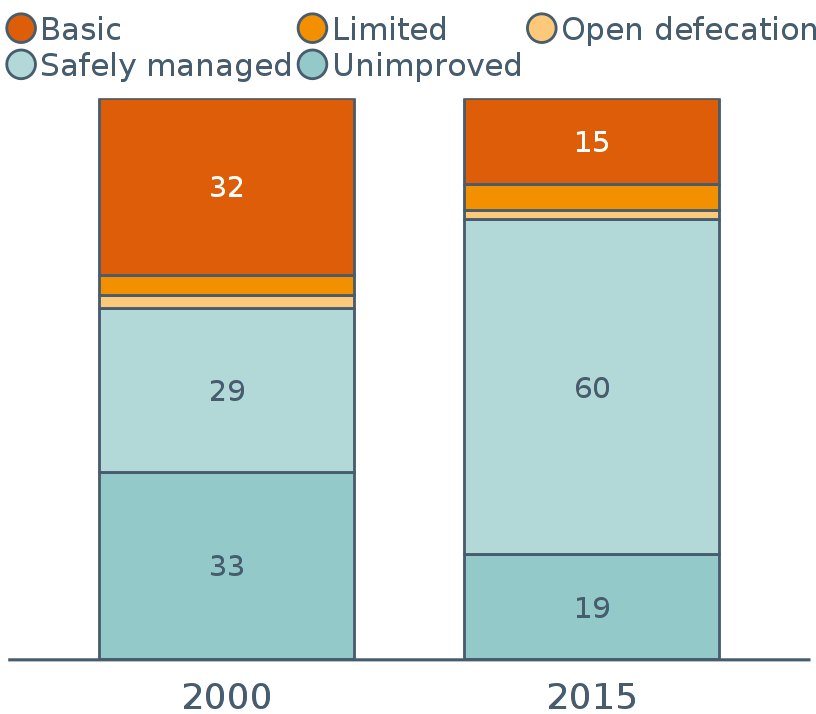 Basic Limited Open defecation
Safely managed Unimproved
32 15
29 60
33 19
2000 2015